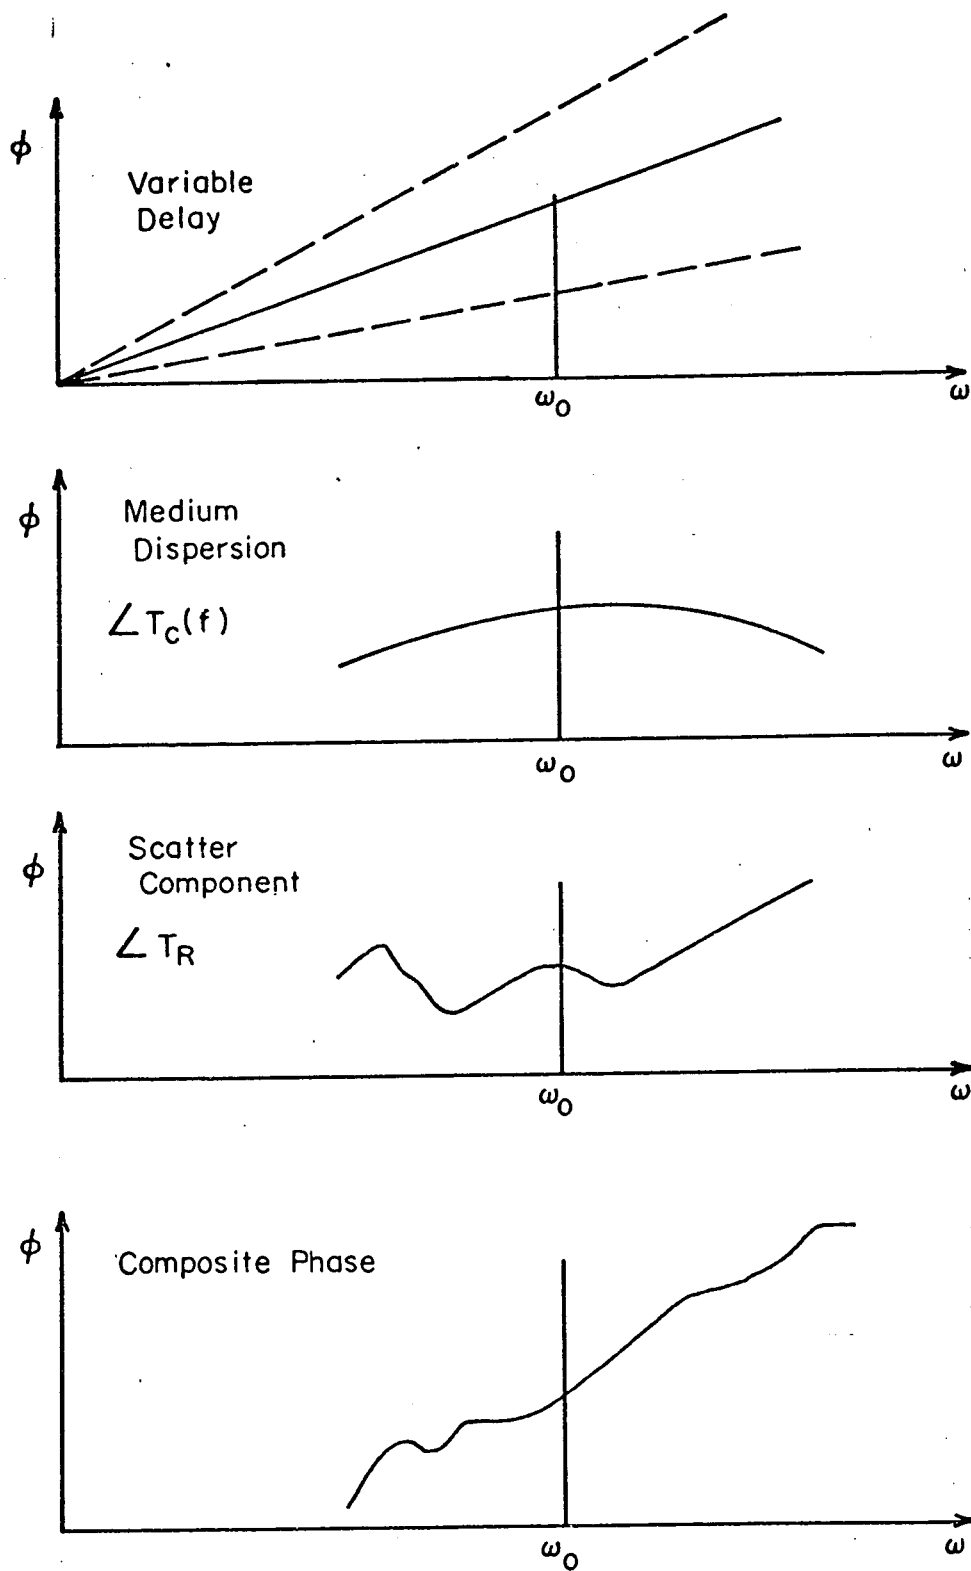 ϕ
Variable
Delay
ω₀
ω
ϕ
Medium
Dispersion
∠T_C(f)
ω₀
ω
ϕ
Scatter
Component
∠T_R
ω₀
ω
ϕ
Composite Phase
ω₀
ω